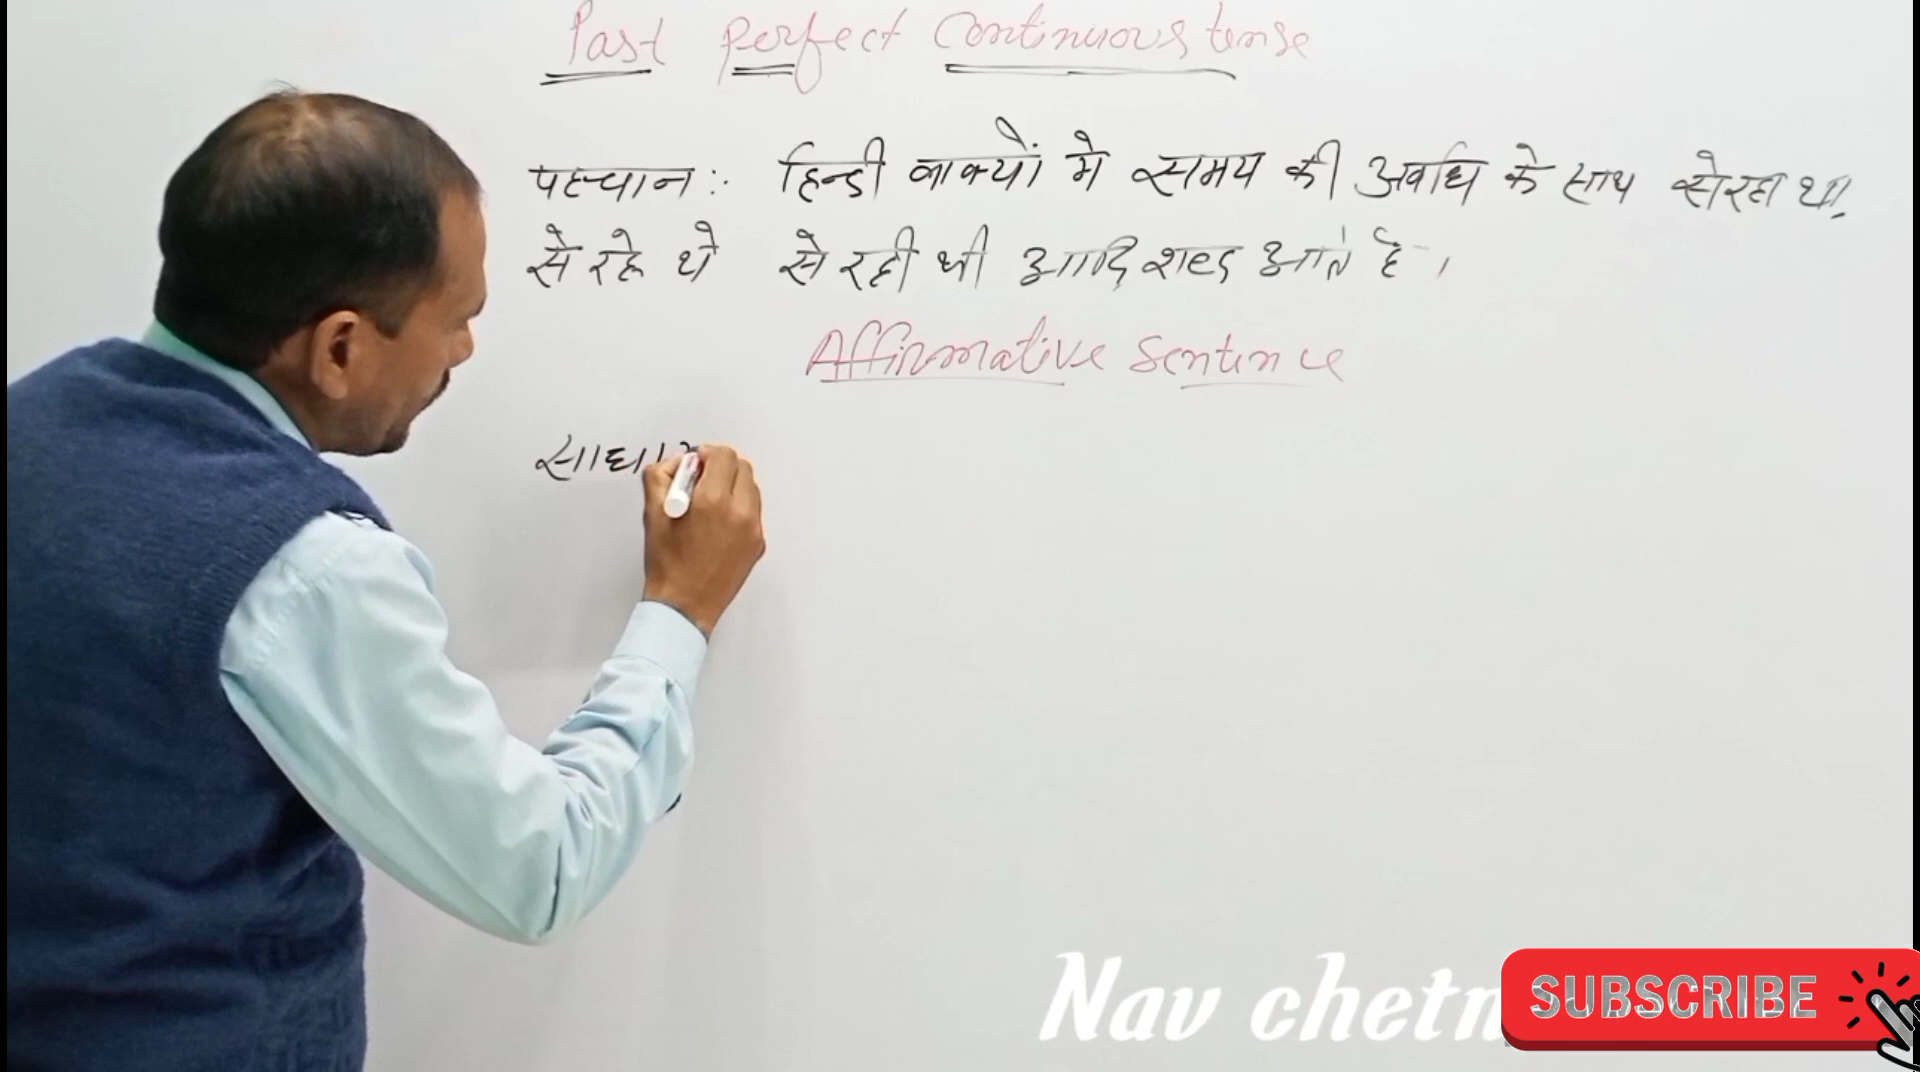 Past Perfect Continuous tense
पहचान :- हिन्दी वाक्यों मे समय की अवधि के साथ से रहा था,
से रहे थे से रही थी आदि शब्द आते है।
Affirmative Sentence
साधार
Nav chetn
SUBSCRIBE